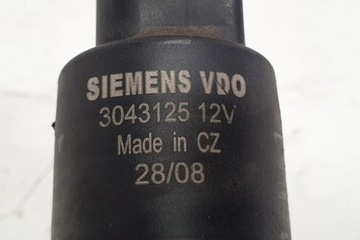 SIEMENS VDO
3043125 12V
Made in CZ
28/08